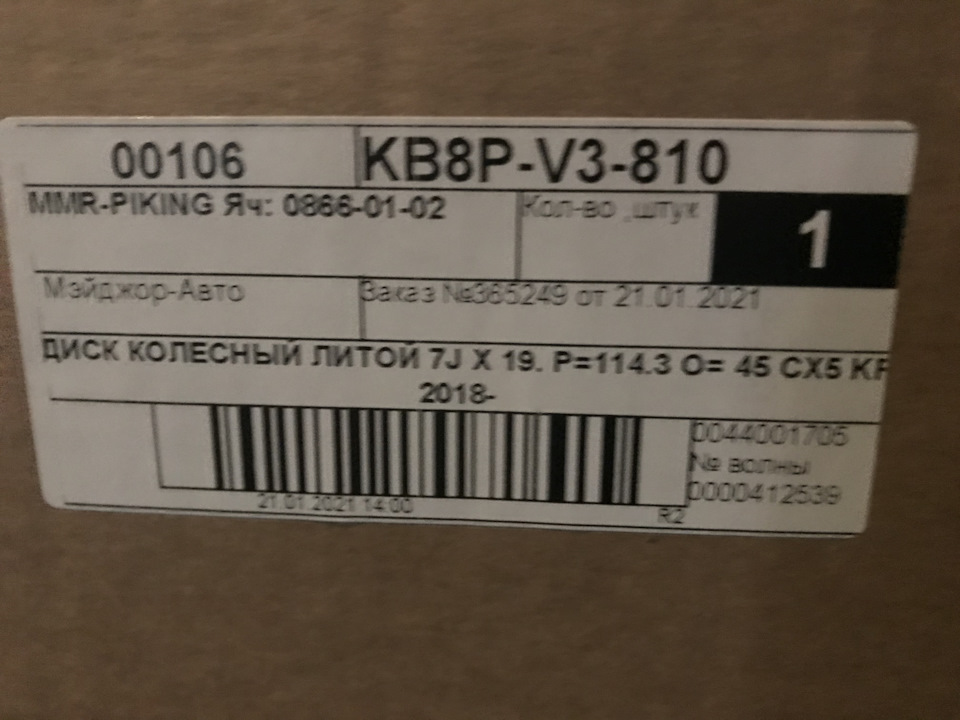 00106 KB8P-V3-810
MMR-PIKING Яч: 0866-01-02 Кол-во ,штук 1
Мэйджор-Авто Заказ №365249 от 21.01.2021
ДИСК КОЛЕСНЫЙ ЛИТОЙ 7J X 19. P=114.3 O= 45 CX5 KF
2018-
0044001705
№ волны
0000412539
21.01.2021 14:00 R2